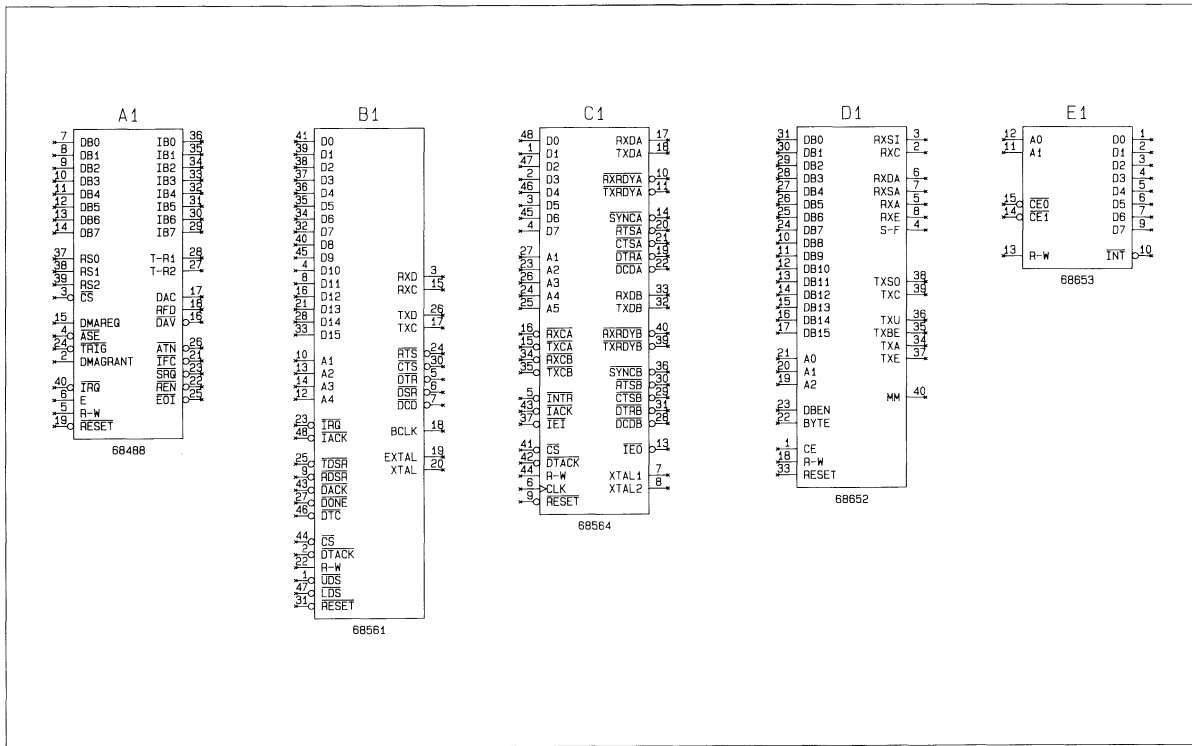 A1
7 DB0 IB0 36
8 DB1 IB1 35
9 DB2 IB2 34
10 DB3 IB3 33
11 DB4 IB4 32
12 DB5 IB5 31
13 DB6 IB6 30
14 DB7 IB7 29
37 RS0 T-R1 28
38 RS1 T-R2 27
39 RS2
3 CS DAC 17
RFD 18
15 DMAREQ DAV 16
4 ASE
24 TRIG ATN 26
2 DMAGRANT IFC 21
SRQ 23
40 IRQ REN 22
6 E EOI 25
5 R-W
19 RESET
68488
B1
41 D0
39 D1
38 D2
37 D3
36 D4
35 D5
34 D6
32 D7
40 D8
45 D9
4 D10 RXD 3
8 D11 RXC 15
16 D12
21 D13 TXD 26
28 D14 TXC 17
33 D15
RTS 24
10 A1 CTS 30
13 A2 DTR 5
14 A3 DSR 6
12 A4 DCD 7
23 IRQ BCLK 18
48 IACK
EXTAL 19
25 TDSR XTAL 20
9 RDSR
43 DACK
27 DONE
46 DTC
44 CS
2 DTACK
22 R-W
1 UDS
47 LDS
31 RESET
68561
C1
48 D0 RXDA 17
1 D1 TXDA 18
47 D2
2 D3 RXRDYA 10
46 D4 TXRDYA 11
3 D5
45 D6 SYNCA 14
4 D7 RTSA 20
CTSA 21
27 A1 DTRA 19
23 A2 DCDA 22
26 A3
24 A4 RXDB 33
25 A5 TXDB 32
16 RXCA RXRDYB 40
15 TXCA TXRDYB 39
34 RXCB
35 TXCB SYNCB 36
RTSB 30
5 INTR CTSB 29
43 IACK DTRB 31
37 IEI DCDB 28
41 CS IEO 13
42 DTACK
44 R-W XTAL1 7
6 CLK XTAL2 8
9 RESET
68564
D1
31 DB0 RXSI 3
30 DB1 RXC 2
29 DB2
28 DB3 RXDA 6
27 DB4 RXSA 7
26 DB5 RXA 5
25 DB6 RXE 8
24 DB7 S-F 4
10 DB8
11 DB9
12 DB10
13 DB11 TXSO 38
14 DB12 TXC 39
15 DB13
16 DB14 TXU 36
17 DB15 TXBE 35
TXA 34
21 A0 TXE 37
20 A1
19 A2
MM 40
23 DBEN
22 BYTE
1 CE
18 R-W
33 RESET
68652
E1
12 A0 D0 1
11 A1 D1 2
D2 3
D3 4
D4 5
15 CE0 D5 6
14 CE1 D6 7
D7 9
13 R-W INT 10
68653